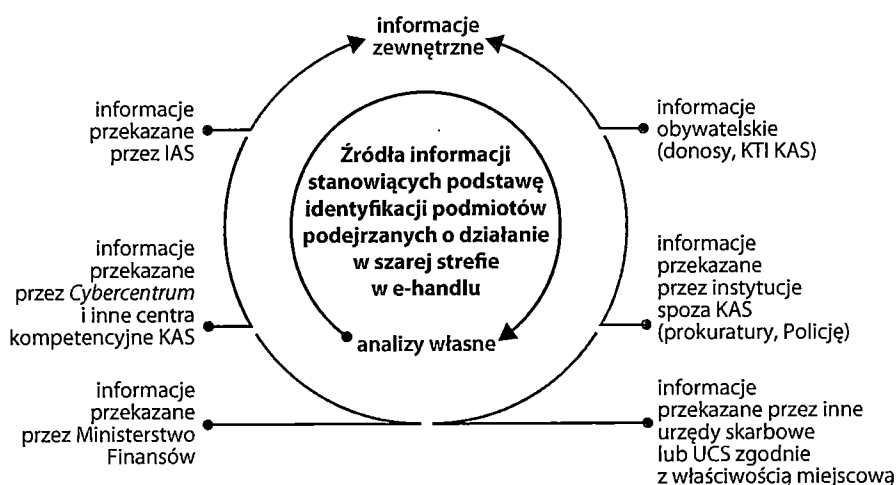 informacje
zewnętrzne
informacje
przekazane
przez IAS
informacje
obywatelskie
(donosy, KTI KAS)
Źródła informacji
stanowiących podstawę
identyfikacji podmiotów
podejrzanych o działanie
w szarej strefie
w e-handlu
informacje
przekazane
przez Cybercentrum
i inne centra
kompetencyjne KAS
informacje
przekazane
przez instytucje
spoza KAS
(prokuratury, Policję)
analizy własne
informacje
przekazane
przez Ministerstwo
Finansów
informacje
przekazane przez inne
urzędy skarbowe
lub UCS zgodnie
z właściwością miejscową